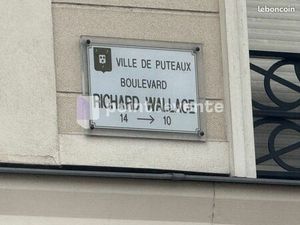 leboncoin
VILLE DE PUTEAUX
BOULEVARD
RICHARD WALLACE
14 → 10